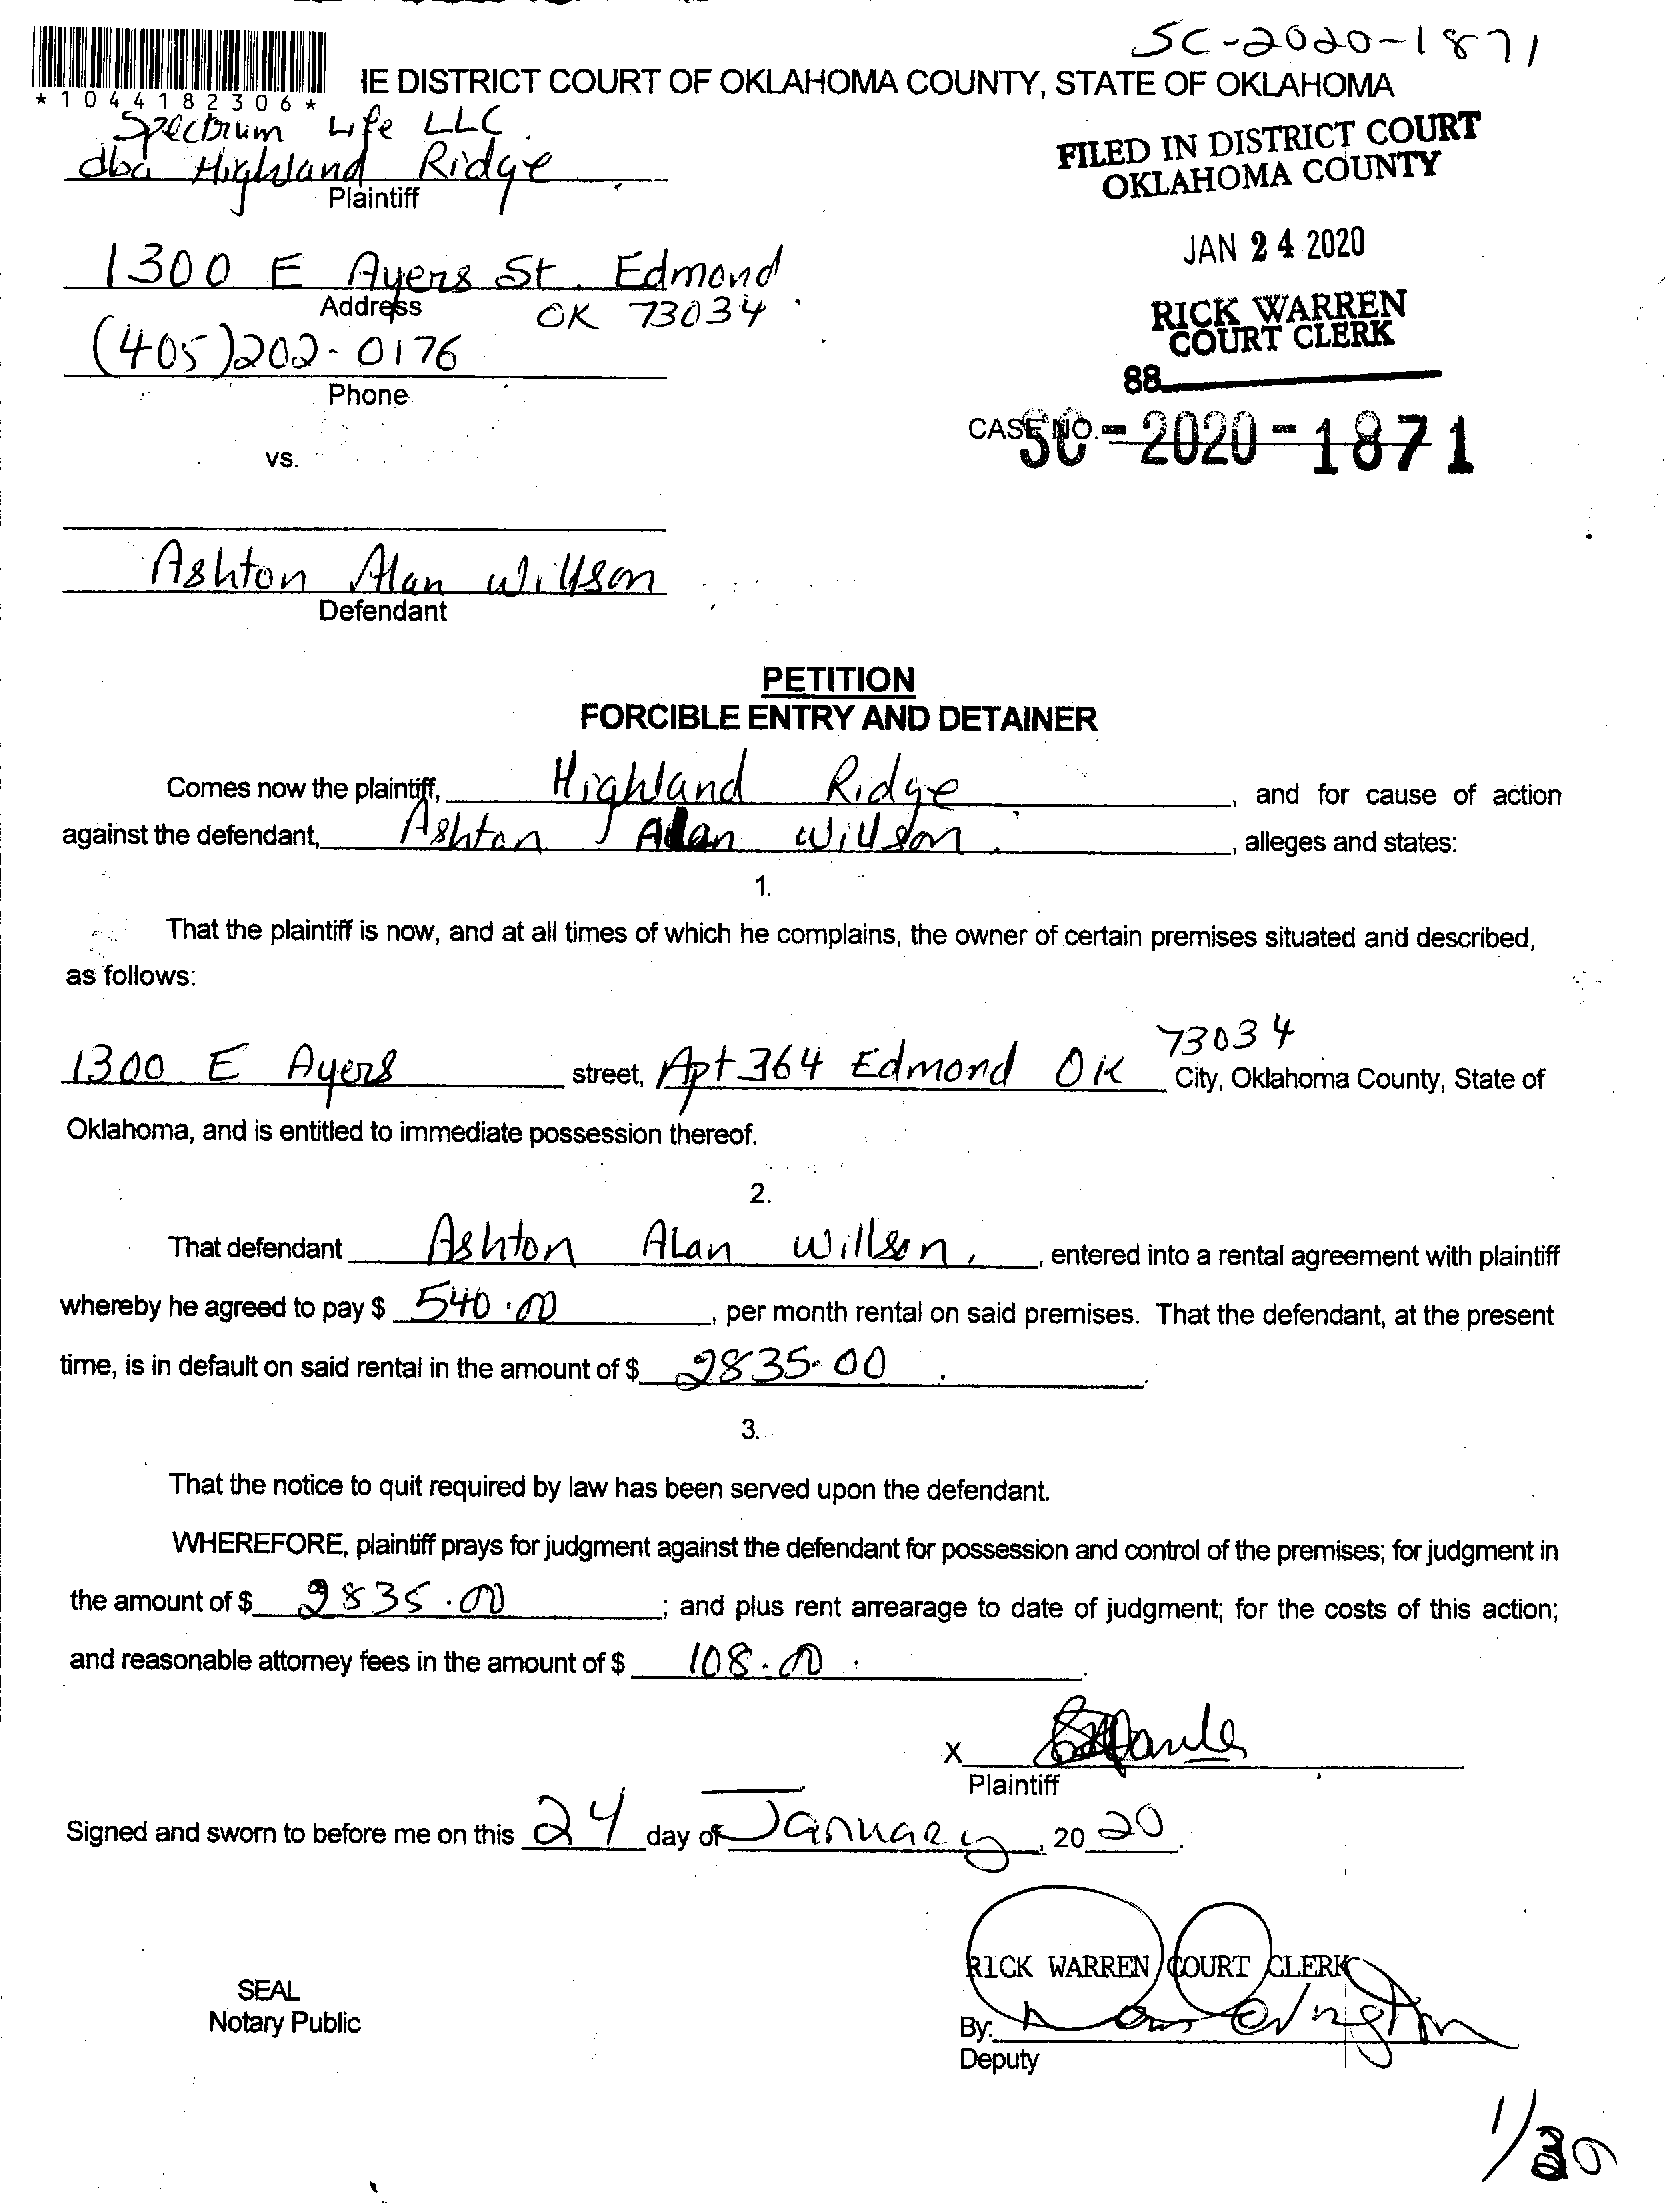 SC-2020-1871
IE DISTRICT COURT OF OKLAHOMA COUNTY, STATE OF OKLAHOMA
*1044182306*
Spectrum Life LLC.
dba Highland Ridge
Plaintiff
FILED IN DISTRICT COURT
OKLAHOMA COUNTY
JAN 24 2020
1300 E Ayers St. Edmond
Address OK 73034
RICK WARREN
COURT CLERK
(405)202-0176
Phone
88
CASE NO.
SC-2020-1871
vs.
Ashton Alan Willson
Defendant
PETITION
FORCIBLE ENTRY AND DETAINER
Comes now the plaintiff, Highland Ridge, and for cause of action
against the defendant, Ashton Alan Willson, alleges and states:
1.
That the plaintiff is now, and at all times of which he complains, the owner of certain premises situated and described,
as follows:
73034
1300 E Ayers street, Apt 364 Edmond OK City, Oklahoma County, State of
Oklahoma, and is entitled to immediate possession thereof.
2.
That defendant Ashton Alan Willson, entered into a rental agreement with plaintiff
whereby he agreed to pay $ 540.00, per month rental on said premises. That the defendant, at the present
time, is in default on said rental in the amount of $ 2835.00.
3.
That the notice to quit required by law has been served upon the defendant.
WHEREFORE, plaintiff prays for judgment against the defendant for possession and control of the premises; for judgment in
the amount of $ 2835.00; and plus rent arrearage to date of judgment; for the costs of this action;
and reasonable attorney fees in the amount of $ 108.00.
X
Plaintiff
Signed and sworn to before me on this 24 day of January, 2020.
RICK WARREN COURT CLERK
SEAL
Notary Public
By:
Deputy